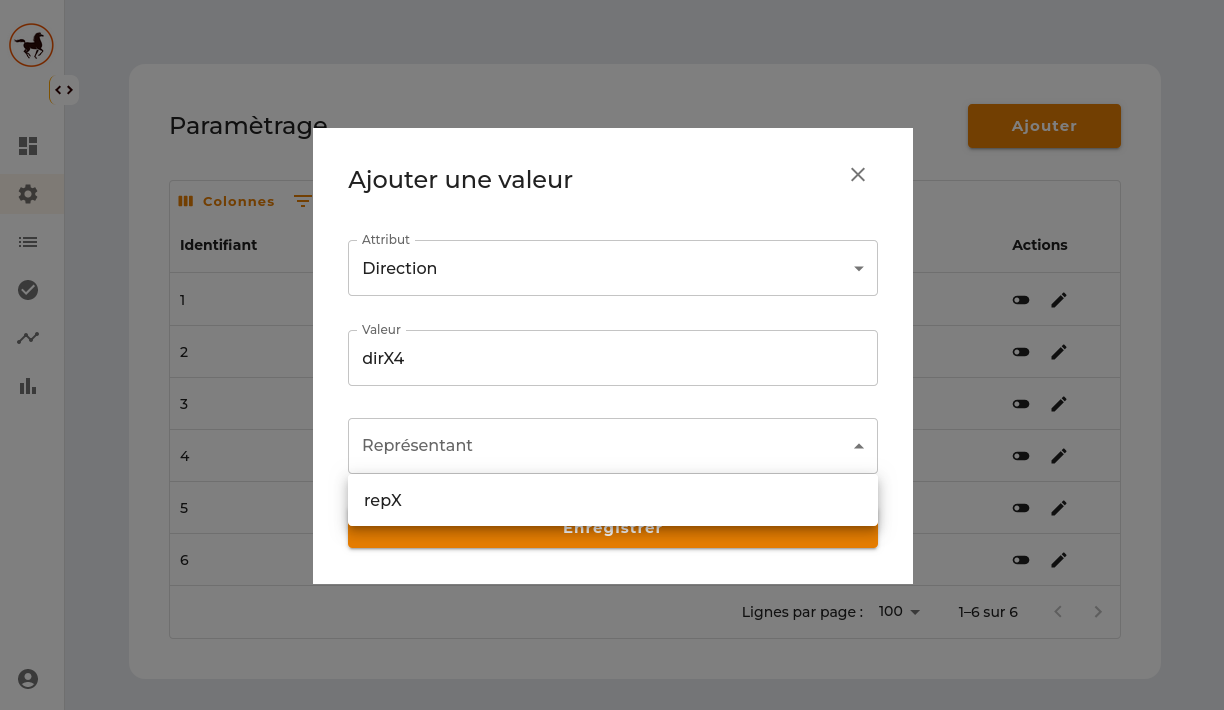 Paramètrage
Ajouter
Ajouter une valeur
Colonnes
Identifiant
Actions
Attribut
Direction
1
Valeur
dirX4
2
3
Représentant
4
repX
5
Enregistrer
6
Lignes par page :
100
1–6 sur 6